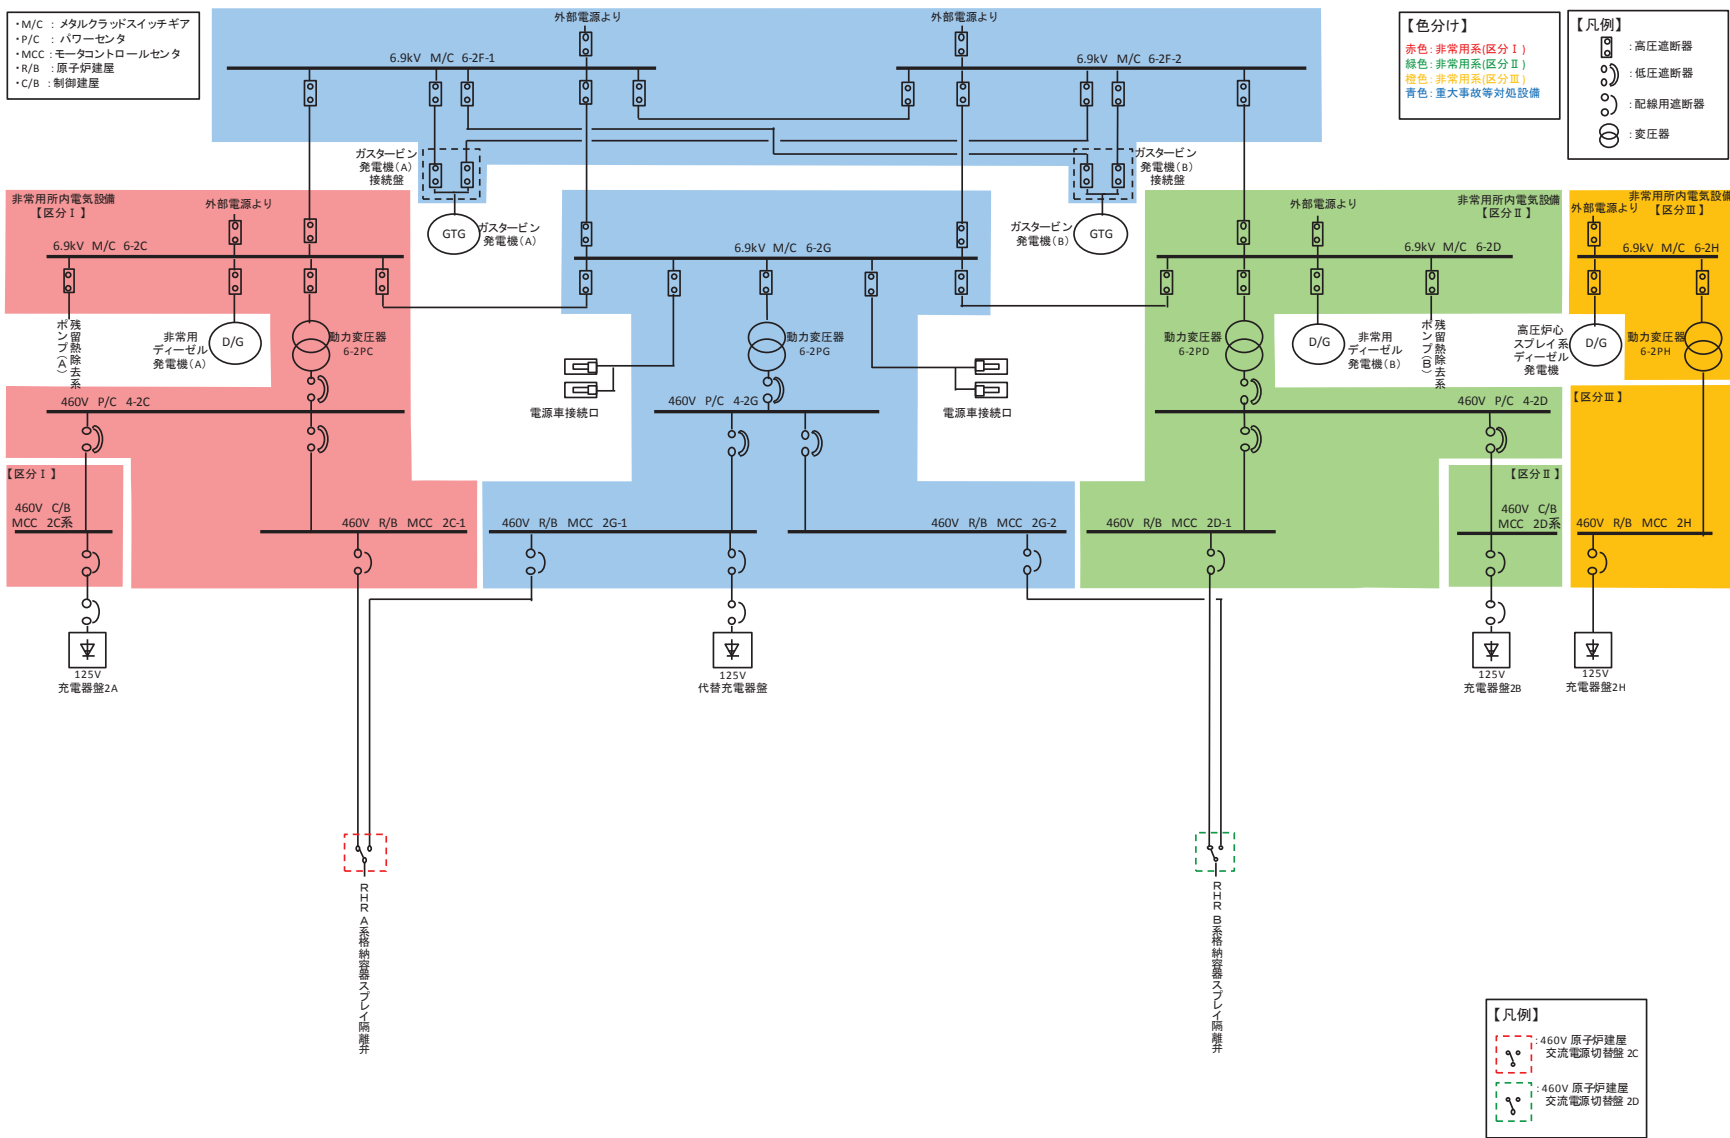 ・M/C ： メタルクラッドスイッチギア
・P/C ： パワーセンタ
・MCC ：モータコントロールセンタ
・R/B ： 原子炉建屋
・C/B ： 制御建屋
外部電源より
外部電源より
6.9kV M/C 6-2F-1
6.9kV M/C 6-2F-2
【色分け】
赤色：非常用系(区分Ⅰ)
緑色：非常用系(区分Ⅱ)
橙色：非常用系(区分Ⅲ)
青色：重大事故等対処設備
【凡例】
：高圧遮断器
：低圧遮断器
：配線用遮断器
：変圧器
ガスタービン
発電機(A)
接続盤
ガスタービン
発電機(B)
接続盤
GTG
ガスタービン
発電機(A)
ガスタービン
発電機(B)
GTG
非常用所内電気設備
【区分Ⅰ】
外部電源より
6.9kV M/C 6-2C
残留熱除去系
ポンプ(A)
非常用
ディーゼル
発電機(A)
D/G
動力変圧器
6-2PC
460V P/C 4-2C
【区分Ⅰ】
460V C/B
MCC 2C系
460V R/B MCC 2C-1
125V
充電器盤2A
6.9kV M/C 6-2G
動力変圧器
6-2PG
電源車接続口
電源車接続口
460V P/C 4-2G
460V R/B MCC 2G-1
460V R/B MCC 2G-2
125V
代替充電器盤
外部電源より
非常用所内電気設備
【区分Ⅱ】
6.9kV M/C 6-2D
動力変圧器
6-2PD
D/G
非常用
ディーゼル
発電機(B)
残留熱除去系
ポンプ(B)
460V P/C 4-2D
460V R/B MCC 2D-1
【区分Ⅱ】
460V C/B
MCC 2D系
125V
充電器盤2B
非常用所内電気設備
外部電源より
【区分Ⅲ】
6.9kV M/C 6-2H
高圧炉心
スプレイ系
ディーゼル
発電機
D/G
動力変圧器
6-2PH
【区分Ⅲ】
460V R/B MCC 2H
125V
充電器盤2H
RHR A系格納容器スプレイ隔離弁
RHR B系格納容器スプレイ隔離弁
【凡例】
：460V 原子炉建屋
交流電源切替盤 2C
：460V 原子炉建屋
交流電源切替盤 2D